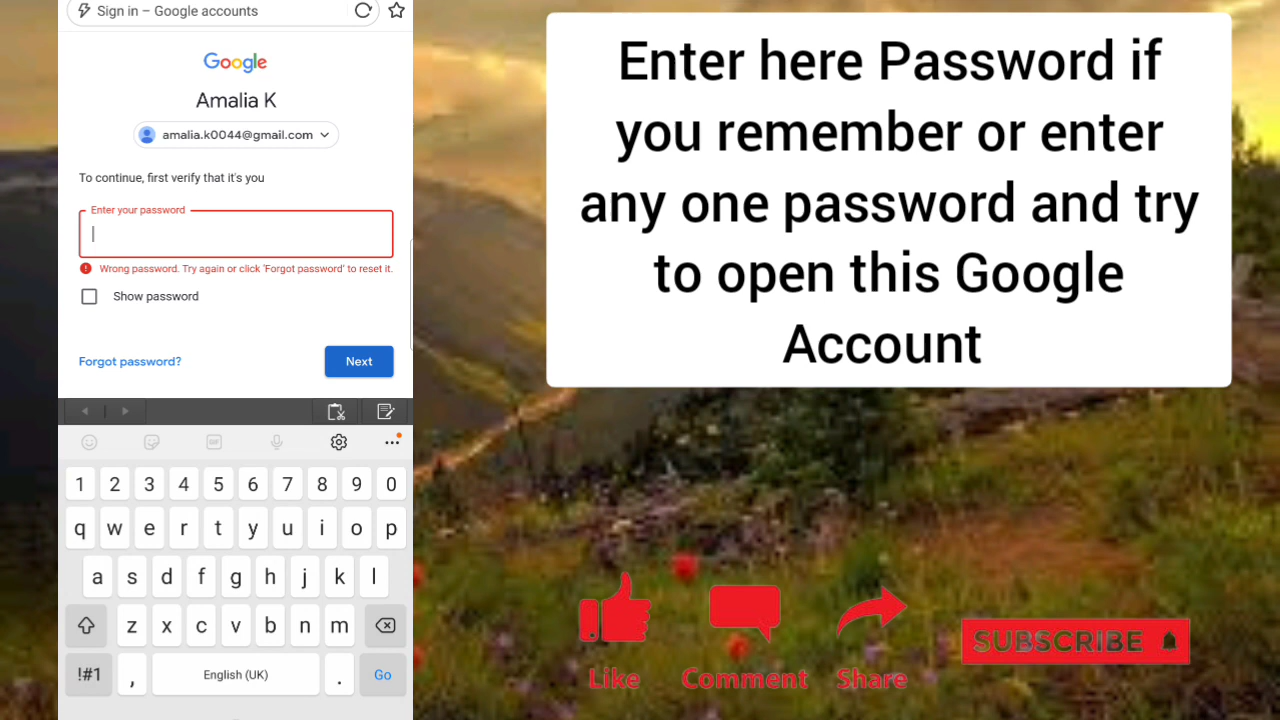 Sign in – Google accounts
Google
Amalia K
amalia.k0044@gmail.com
To continue, first verify that it's you
Enter your password
Wrong password. Try again or click 'Forgot password' to reset it.
Show password
Forgot password?
Next
GIF
1 2 3 4 5 6 7 8 9 0
q w e r t y u i o p
a s d f g h j k l
z x c v b n m
!#1 , English (UK) . Go
Enter here Password if
you remember or enter
any one password and try
to open this Google
Account
Like Comment Share
SUBSCRIBE